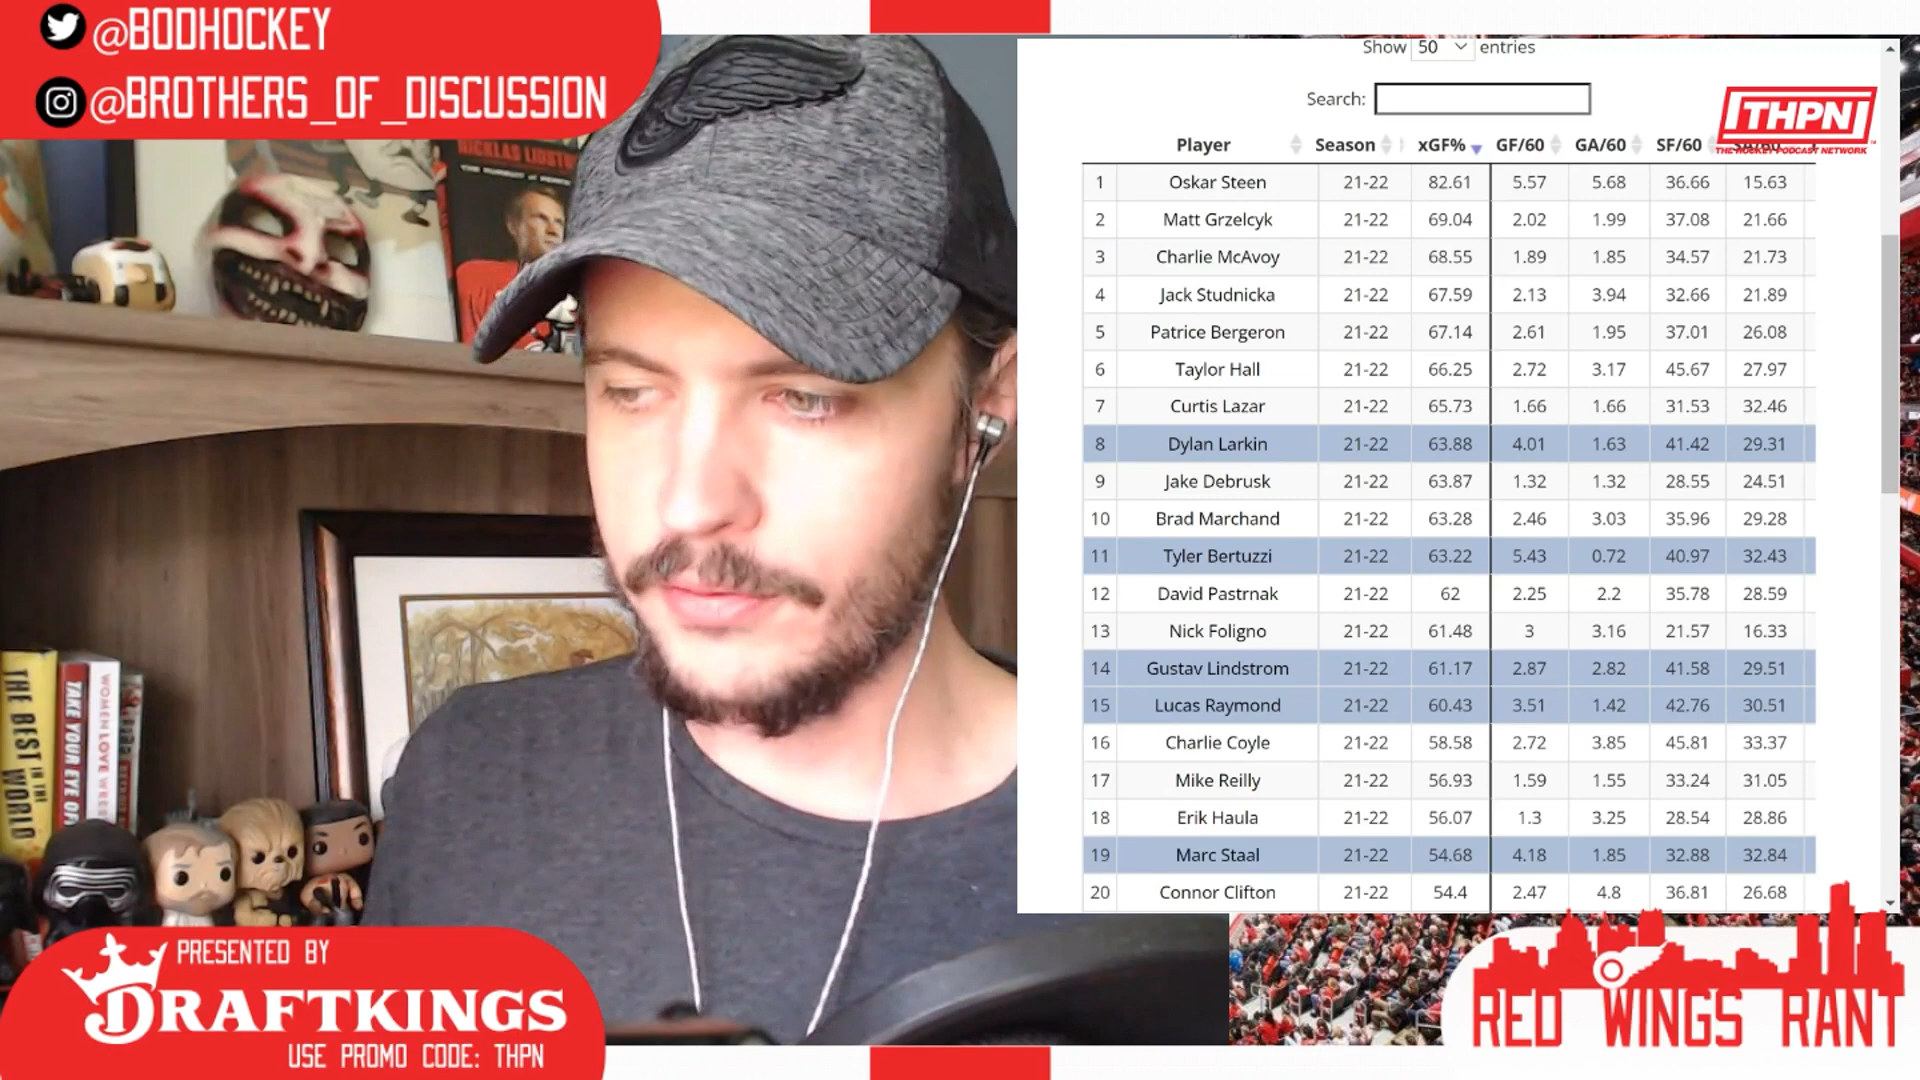 @BODHOCKEY
@BROTHERS_OF_DISCUSSION
Show 50 entries
Search:
THPN
THE HOCKEY PODCAST NETWORK
Player Season xGF% GF/60 GA/60 SF/60 SA/60
1 Oskar Steen 21-22 82.61 5.57 5.68 36.66 15.63
2 Matt Grzelcyk 21-22 69.04 2.02 1.99 37.08 21.66
3 Charlie McAvoy 21-22 68.55 1.89 1.85 34.57 21.73
4 Jack Studnicka 21-22 67.59 2.13 3.94 32.66 21.89
5 Patrice Bergeron 21-22 67.14 2.61 1.95 37.01 26.08
6 Taylor Hall 21-22 66.25 2.72 3.17 45.67 27.97
7 Curtis Lazar 21-22 65.73 1.66 1.66 31.53 32.46
8 Dylan Larkin 21-22 63.88 4.01 1.63 41.42 29.31
9 Jake Debrusk 21-22 63.87 1.32 1.32 28.55 24.51
10 Brad Marchand 21-22 63.28 2.46 3.03 35.96 29.28
11 Tyler Bertuzzi 21-22 63.22 5.43 0.72 40.97 32.43
12 David Pastrnak 21-22 62 2.25 2.2 35.78 28.59
13 Nick Foligno 21-22 61.48 3 3.16 21.57 16.33
14 Gustav Lindstrom 21-22 61.17 2.87 2.82 41.58 29.51
15 Lucas Raymond 21-22 60.43 3.51 1.42 42.76 30.51
16 Charlie Coyle 21-22 58.58 2.72 3.85 45.81 33.37
17 Mike Reilly 21-22 56.93 1.59 1.55 33.24 31.05
18 Erik Haula 21-22 56.07 1.3 3.25 28.54 28.86
19 Marc Staal 21-22 54.68 4.18 1.85 32.88 32.84
20 Connor Clifton 21-22 54.4 2.47 4.8 36.81 26.68
NICKLAS
THE BEST IN THE WORLD
TAKE YOUR EYE
WOMEN LOVE
PRESENTED BY
DRAFTKINGS
USE PROMO CODE: THPN
RED WINGS RANT